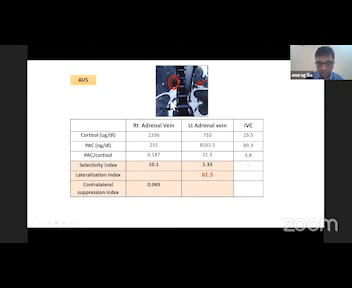 AVS
anurag lila
Rt Adrenal Vein Lt Adrenal vein IVC
Cortisol (ug/dl) 1336 710 23.5
PAC (ng/dl) 251 8165.5 89.3
PAC/cortisol 0.187 11.5 3.8
Selectivity index 10.1 5.33 -
Lateralisation index 61.5
Contralateral 0.049
suppression index
zoom